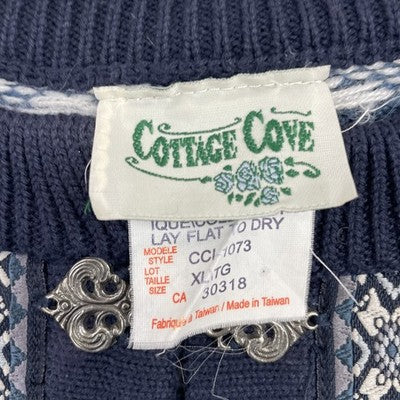 COTTAGE COVE
LAY FLAT TO DRY
MODELE
STYLE CCI-1073
LOT
TAILLE XL/TG
SIZE
CA 30318
Taiwan / Made in Taiwan